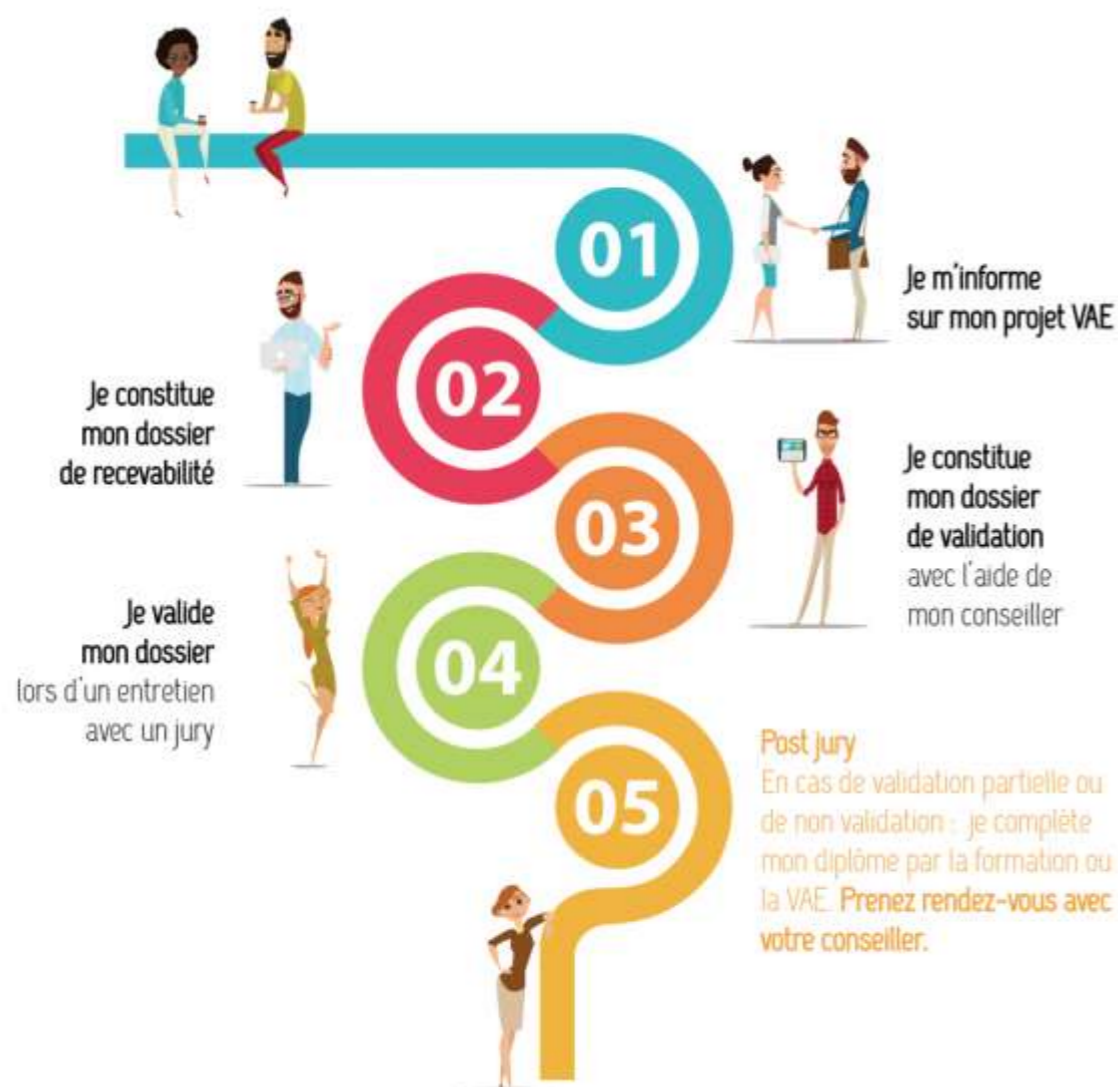 01
Je m'informe
sur mon projet VAE
02
Je constitue
mon dossier
de recevabilité
03
Je constitue
mon dossier
de validation
avec l'aide de
mon conseiller
04
Je valide
mon dossier
lors d'un entretien
avec un jury
05
Post jury
En cas de validation partielle ou
de non validation : je complète
mon diplôme par la formation ou
la VAE. Prenez rendez-vous avec
votre conseiller.